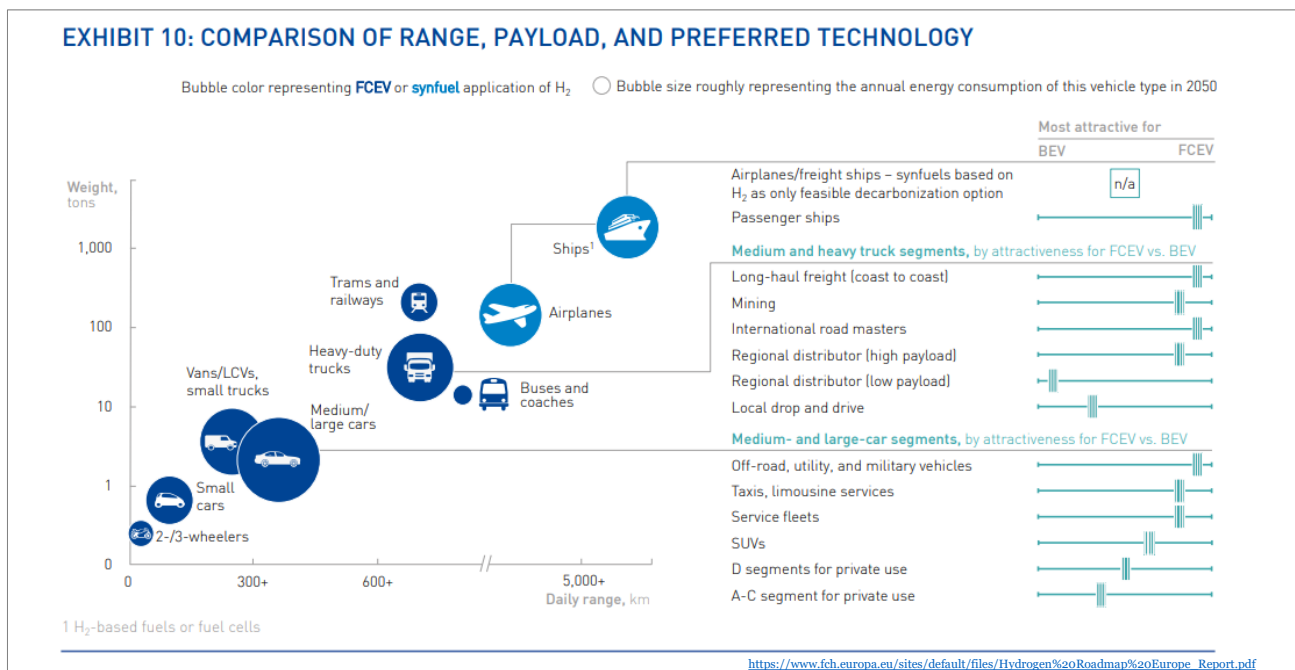 EXHIBIT 10: COMPARISON OF RANGE, PAYLOAD, AND PREFERRED TECHNOLOGY
Bubble color representing FCEV or synfuel application of H₂
Bubble size roughly representing the annual energy consumption of this vehicle type in 2050
Weight,
tons
1,000
100
10
1
0
0
300+
600+
5,000+
Daily range, km
Ships¹
Trams and
railways
Airplanes
Heavy-duty
trucks
Vans/LCVs,
small trucks
Buses and
coaches
Medium/
large cars
Small
cars
2-/3-wheelers
Most attractive for
BEV
FCEV
Airplanes/freight ships – synfuels based on
H₂ as only feasible decarbonization option
n/a
Passenger ships
Medium and heavy truck segments, by attractiveness for FCEV vs. BEV
Long-haul freight (coast to coast)
Mining
International road masters
Regional distributor (high payload)
Regional distributor (low payload)
Local drop and drive
Medium- and large-car segments, by attractiveness for FCEV vs. BEV
Off-road, utility, and military vehicles
Taxis, limousine services
Service fleets
SUVs
D segments for private use
A-C segment for private use
1 H₂-based fuels or fuel cells
https://www.fch.europa.eu/sites/default/files/Hydrogen%20Roadmap%20Europe_Report.pdf